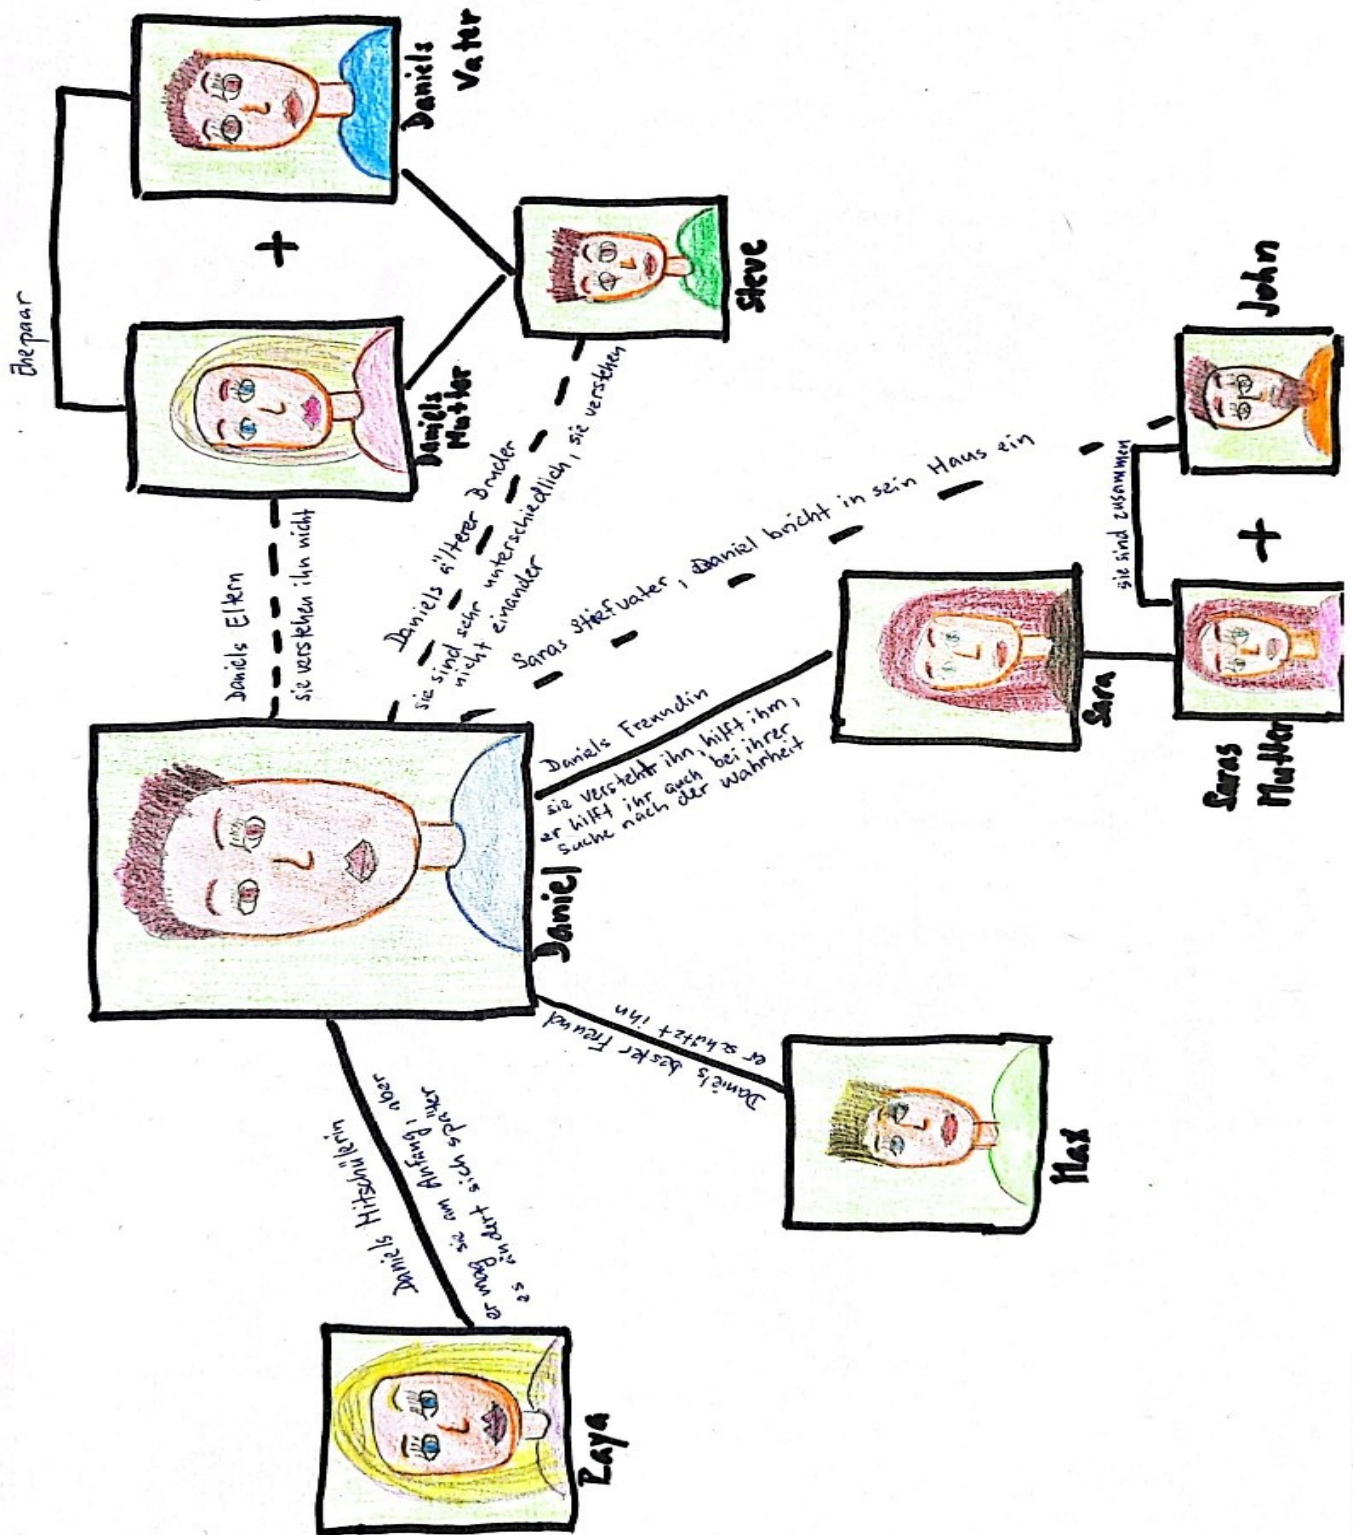 Ehepaar
Daniels
Mutter
Daniels
Vater
Daniels Eltern
sie verstehen ihn nicht
Steve
Daniels älterer Bruder
sie sind sehr unterschiedlich, sie verstehen
nicht einander
Saras Stiefvater, Daniel bricht in sein Haus ein
Daniel
Daniels Mitschülerin
er mag sie am Anfang, aber
es ändert sich später
Raya
Daniels bester Freund
er schützt ihn
Max
Daniels Freundin
sie versteht ihn, hilft ihm,
er hilft ihr auch bei ihrer
Suche nach der Wahrheit
Sara
sie sind zusammen
Saras
Mutter
John